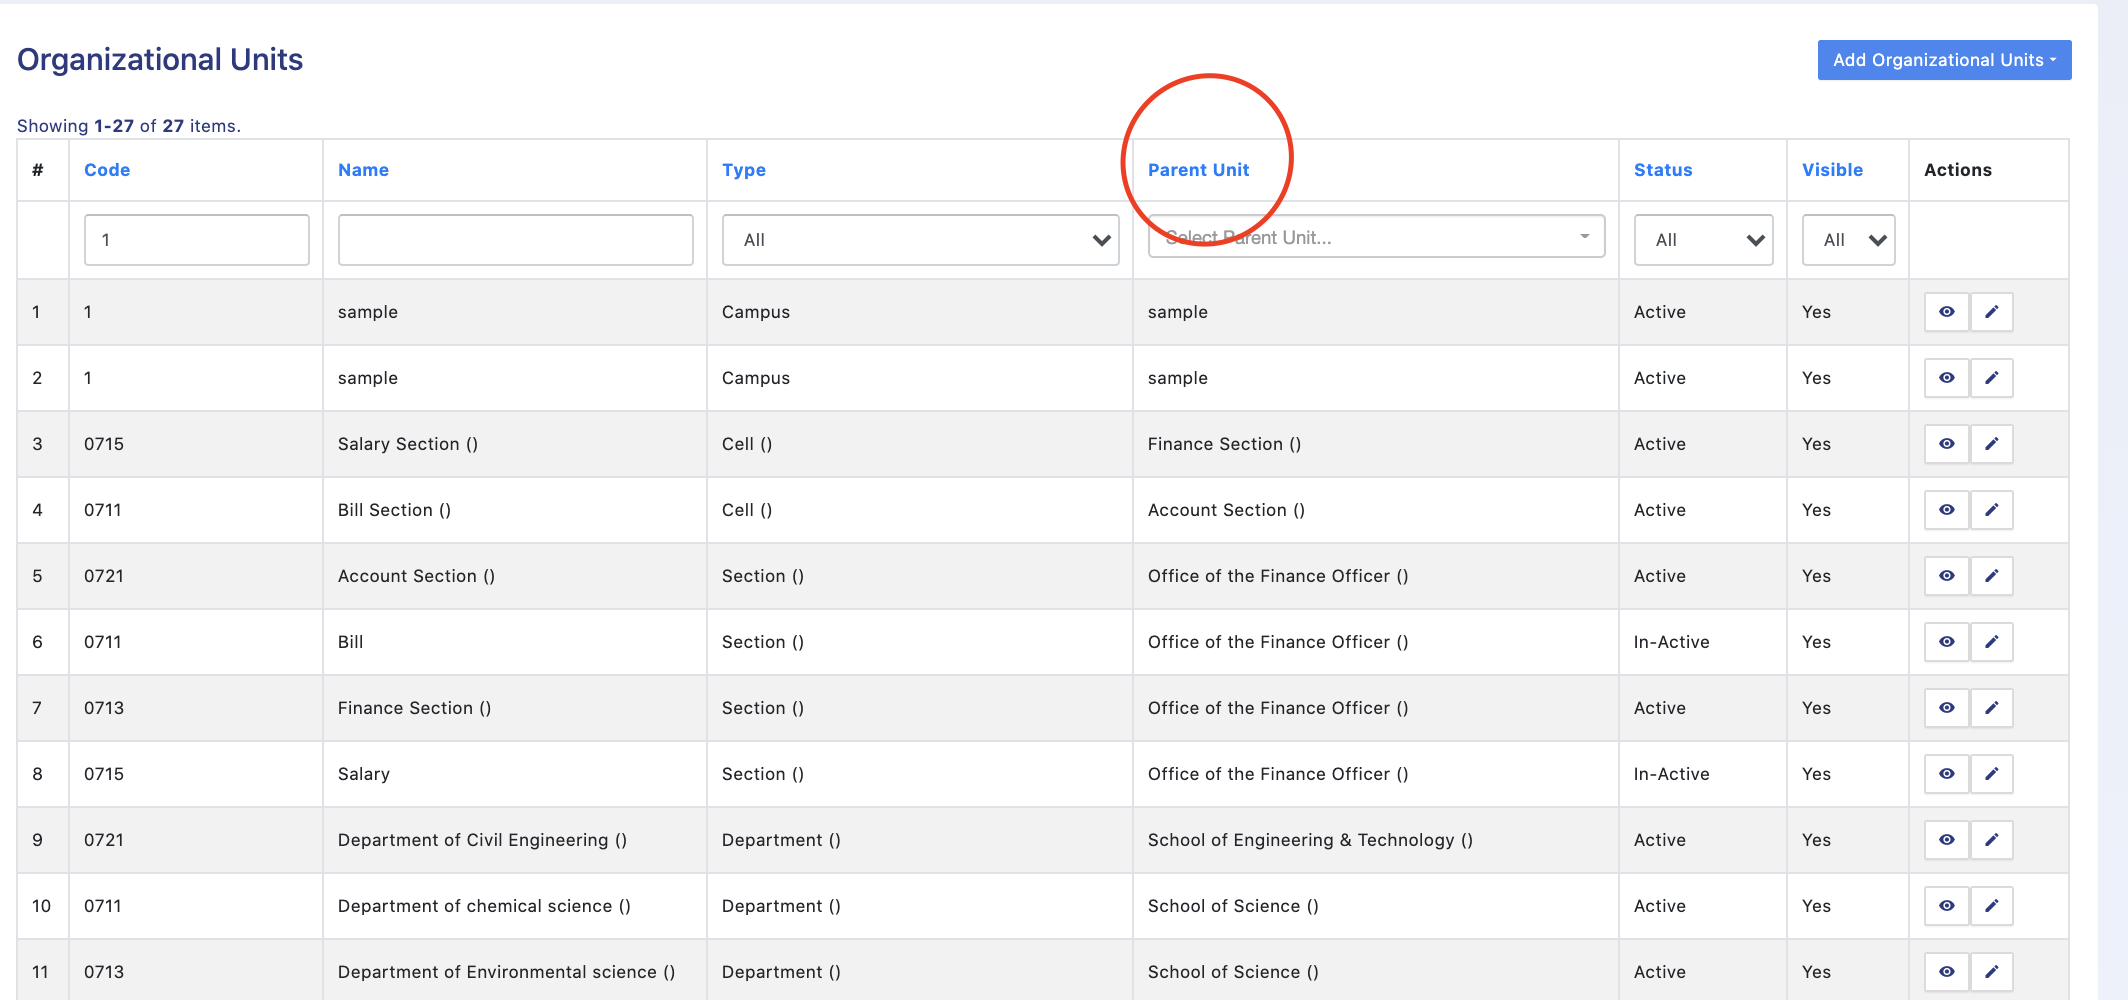 Organizational Units
Add Organizational Units
Showing 1-27 of 27 items.
# Code Name Type Parent Unit Status Visible Actions
1 All Select Parent Unit... All All
1 1 sample Campus sample Active Yes
2 1 sample Campus sample Active Yes
3 0715 Salary Section () Cell () Finance Section () Active Yes
4 0711 Bill Section () Cell () Account Section () Active Yes
5 0721 Account Section () Section () Office of the Finance Officer () Active Yes
6 0711 Bill Section () Office of the Finance Officer () In-Active Yes
7 0713 Finance Section () Section () Office of the Finance Officer () Active Yes
8 0715 Salary Section () Office of the Finance Officer () In-Active Yes
9 0721 Department of Civil Engineering () Department () School of Engineering & Technology () Active Yes
10 0711 Department of chemical science () Department () School of Science () Active Yes
11 0713 Department of Environmental science () Department () School of Science () Active Yes